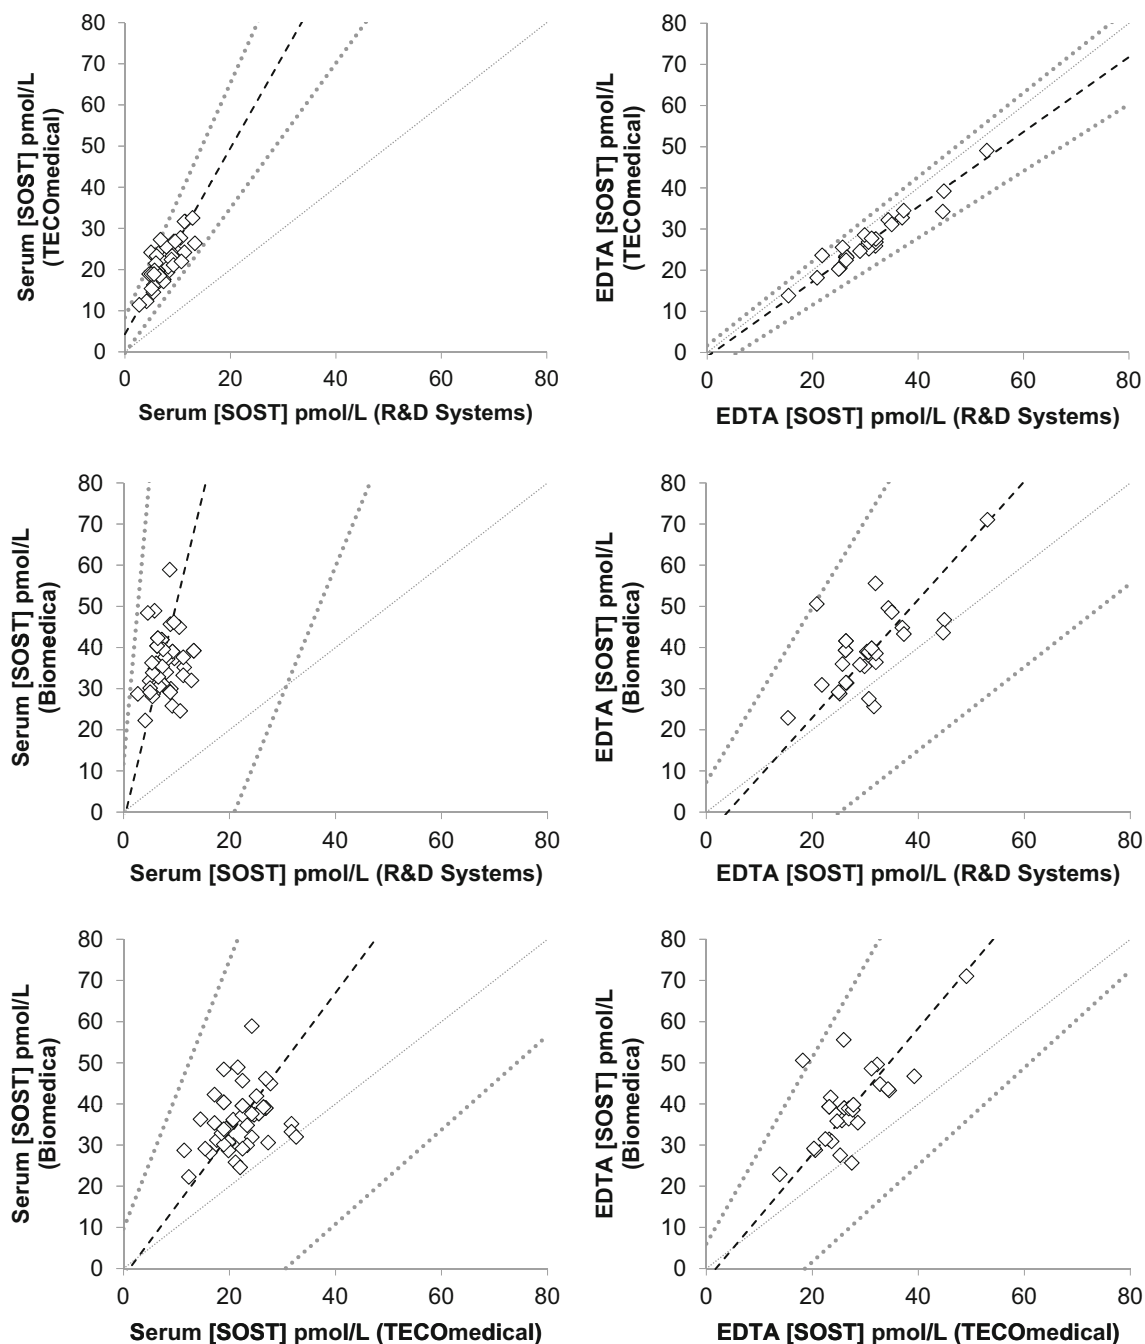 Serum [SOST] pmol/L
(TECOmedical)
80
70
60
50
40
30
20
10
0
0 20 40 60 80
Serum [SOST] pmol/L (R&D Systems)
EDTA [SOST] pmol/L
(TECOmedical)
80
70
60
50
40
30
20
10
0
0 20 40 60 80
EDTA [SOST] pmol/L (R&D Systems)
Serum [SOST] pmol/L
(Biomedica)
80
70
60
50
40
30
20
10
0
0 20 40 60 80
Serum [SOST] pmol/L (R&D Systems)
EDTA [SOST] pmol/L
(Biomedica)
80
70
60
50
40
30
20
10
0
0 20 40 60 80
EDTA [SOST] pmol/L (R&D Systems)
Serum [SOST] pmol/L
(Biomedica)
80
70
60
50
40
30
20
10
0
0 20 40 60 80
Serum [SOST] pmol/L (TECOmedical)
EDTA [SOST] pmol/L
(Biomedica)
80
70
60
50
40
30
20
10
0
0 20 40 60 80
EDTA [SOST] pmol/L (TECOmedical)